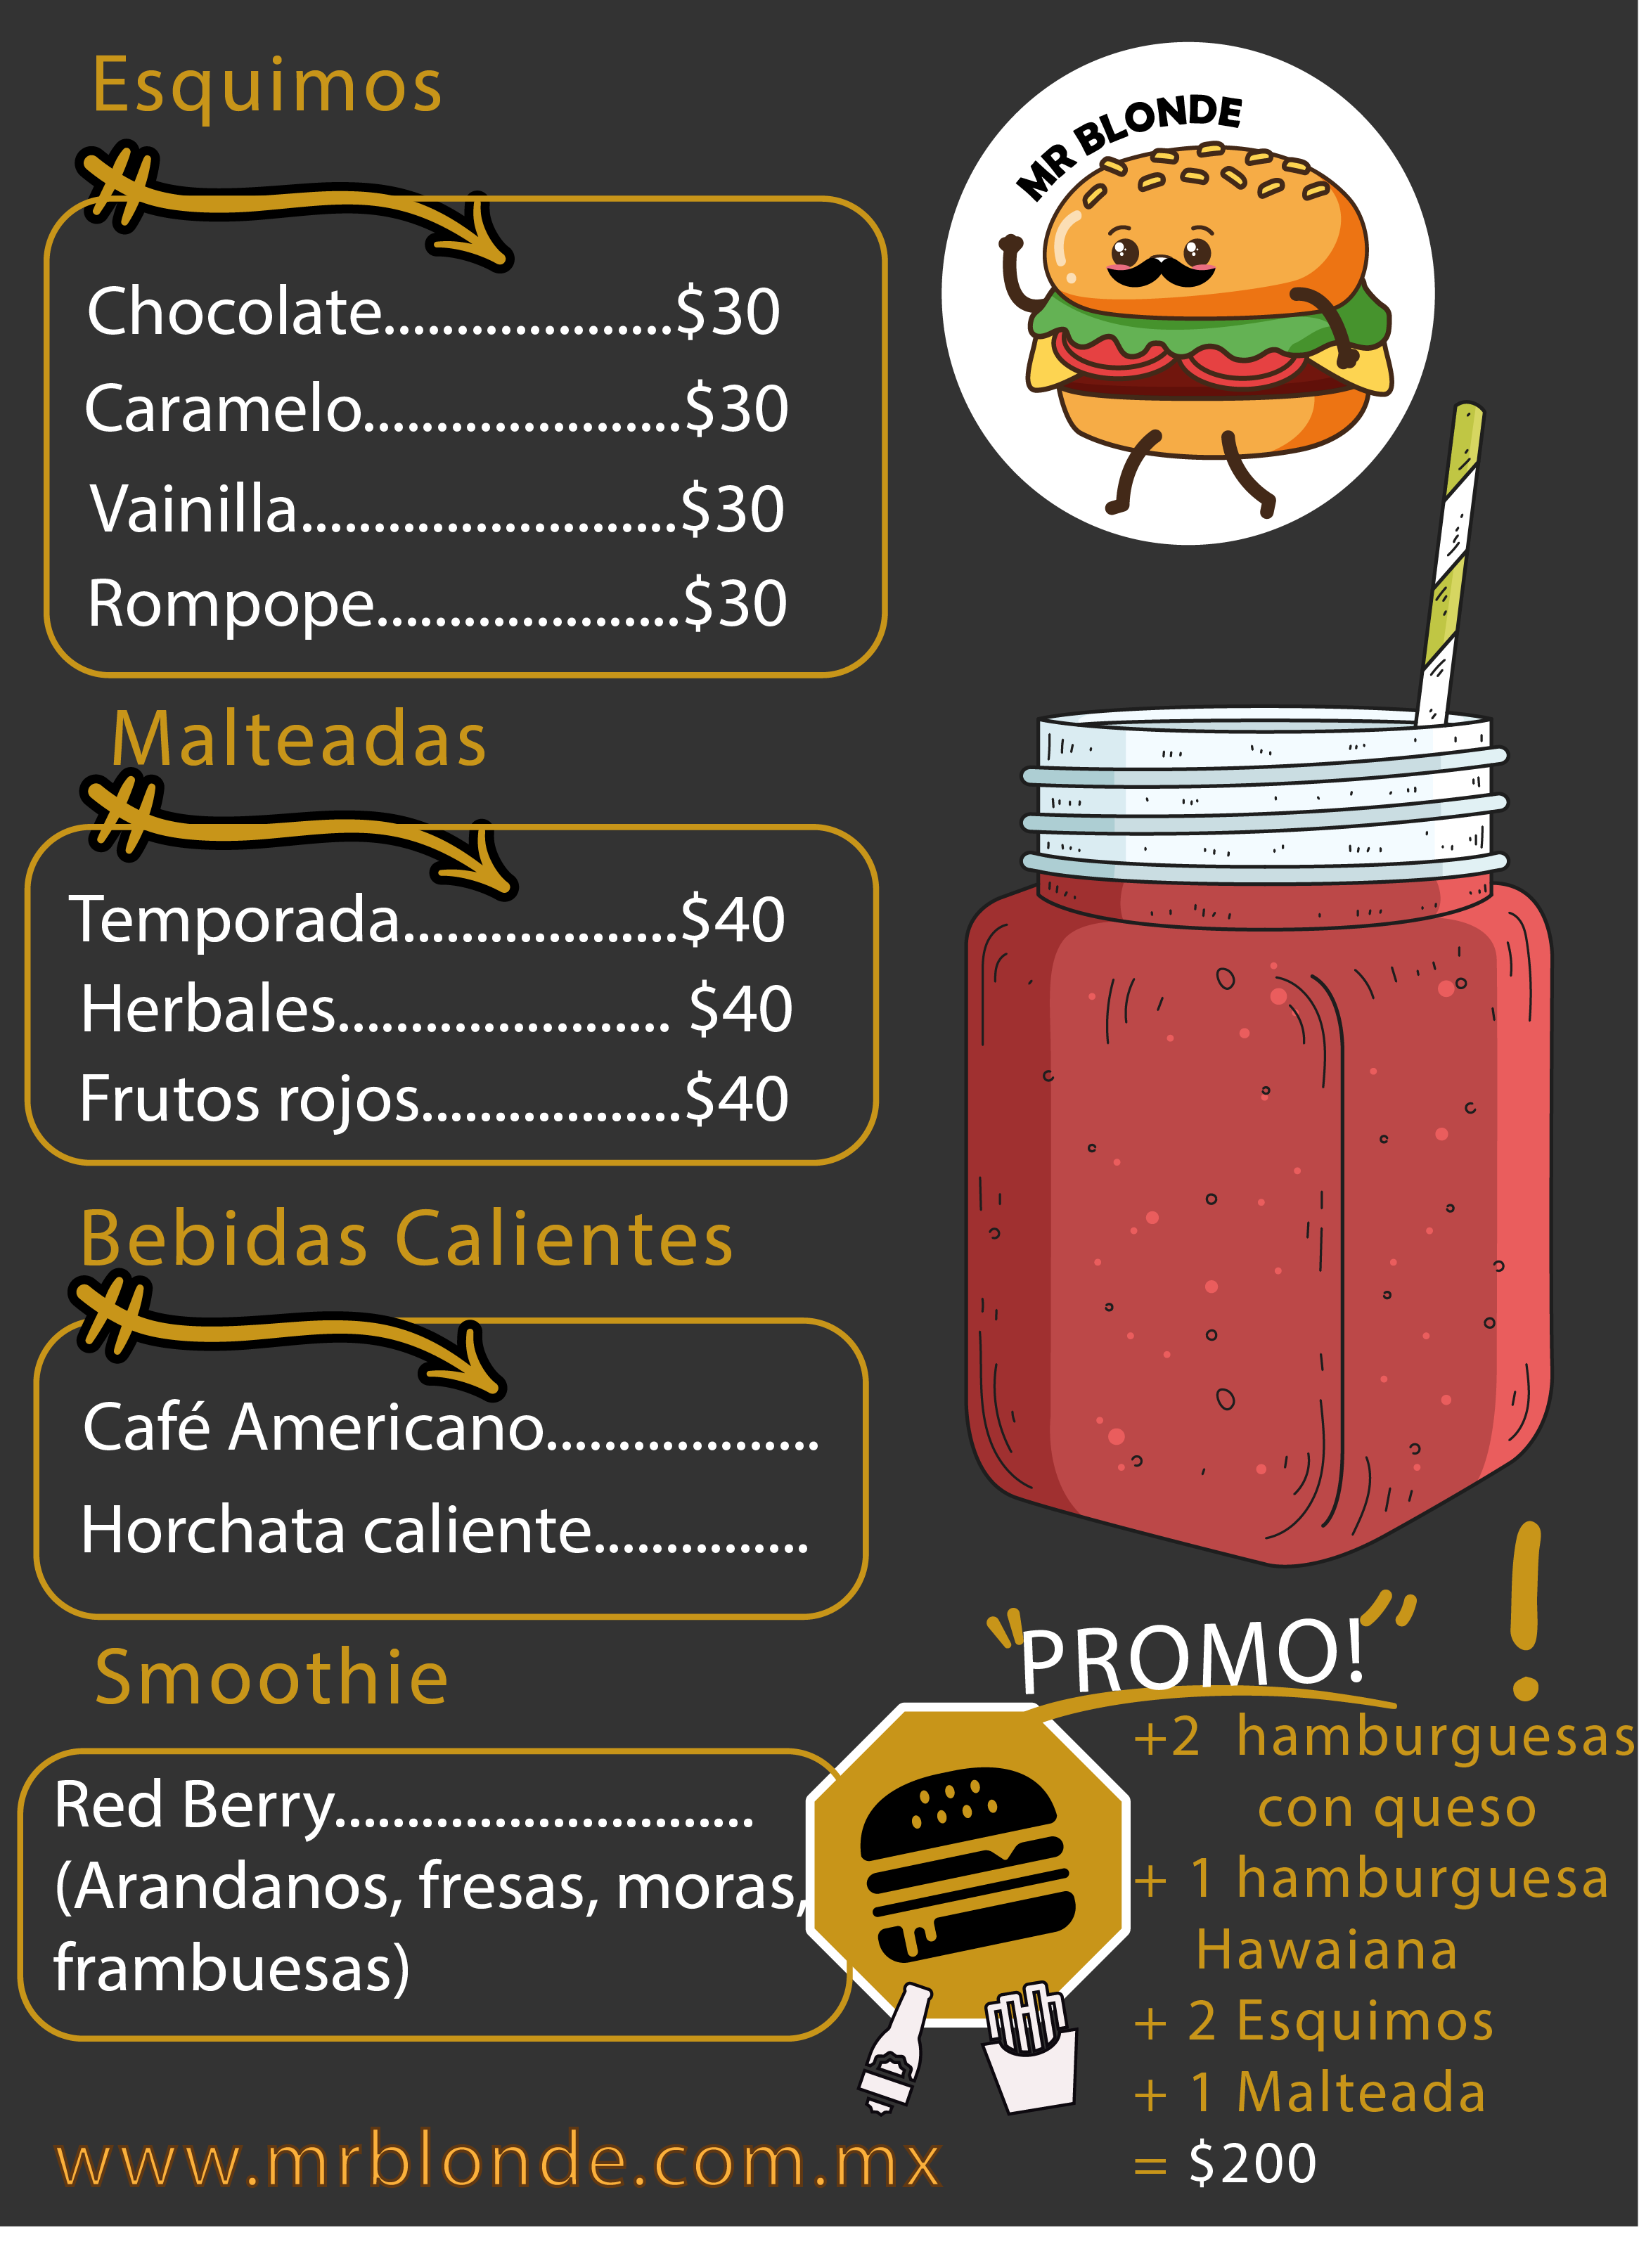 Esquimos
Chocolate....................$30
Caramelo......................$30
Vainilla..........................$30
Rompope.....................$30
Malteadas
Temporada...................$40
Herbales....................... $40
Frutos rojos..................$40
Bebidas Calientes
Café Americano...................
Horchata caliente...............
Smoothie
Red Berry.............................
(Arandanos, fresas, moras,
frambuesas)
www.mrblonde.com.mx
MR BLONDE
PROMO!
+2 hamburguesas
con queso
+ 1 hamburguesa
Hawaiana
+ 2 Esquimos
+ 1 Malteada
= $200